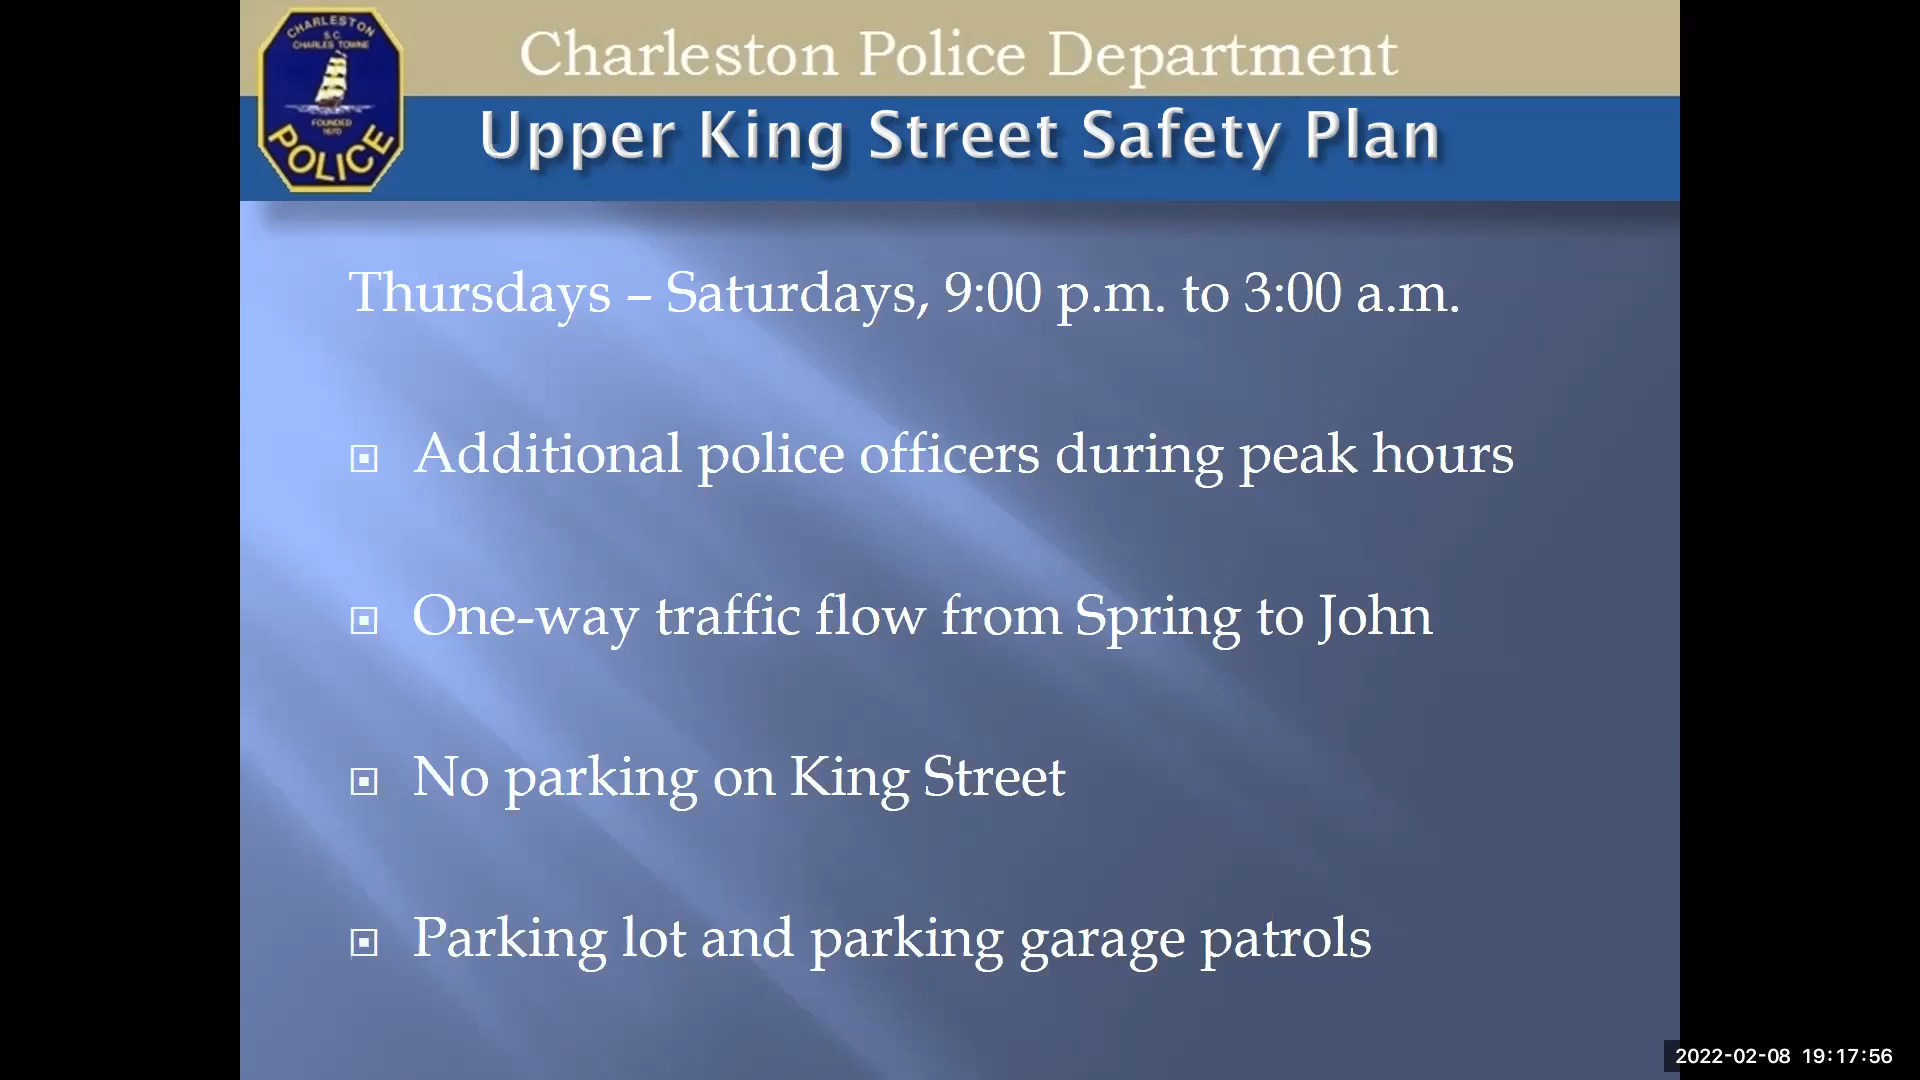 CHARLESTON
S.C.
CHARLES TOWNE
FOUNDED
1670
POLICE
Charleston Police Department
Upper King Street Safety Plan
Thursdays – Saturdays, 9:00 p.m. to 3:00 a.m.
Additional police officers during peak hours
One-way traffic flow from Spring to John
No parking on King Street
Parking lot and parking garage patrols
2022-02-08 19:17:56